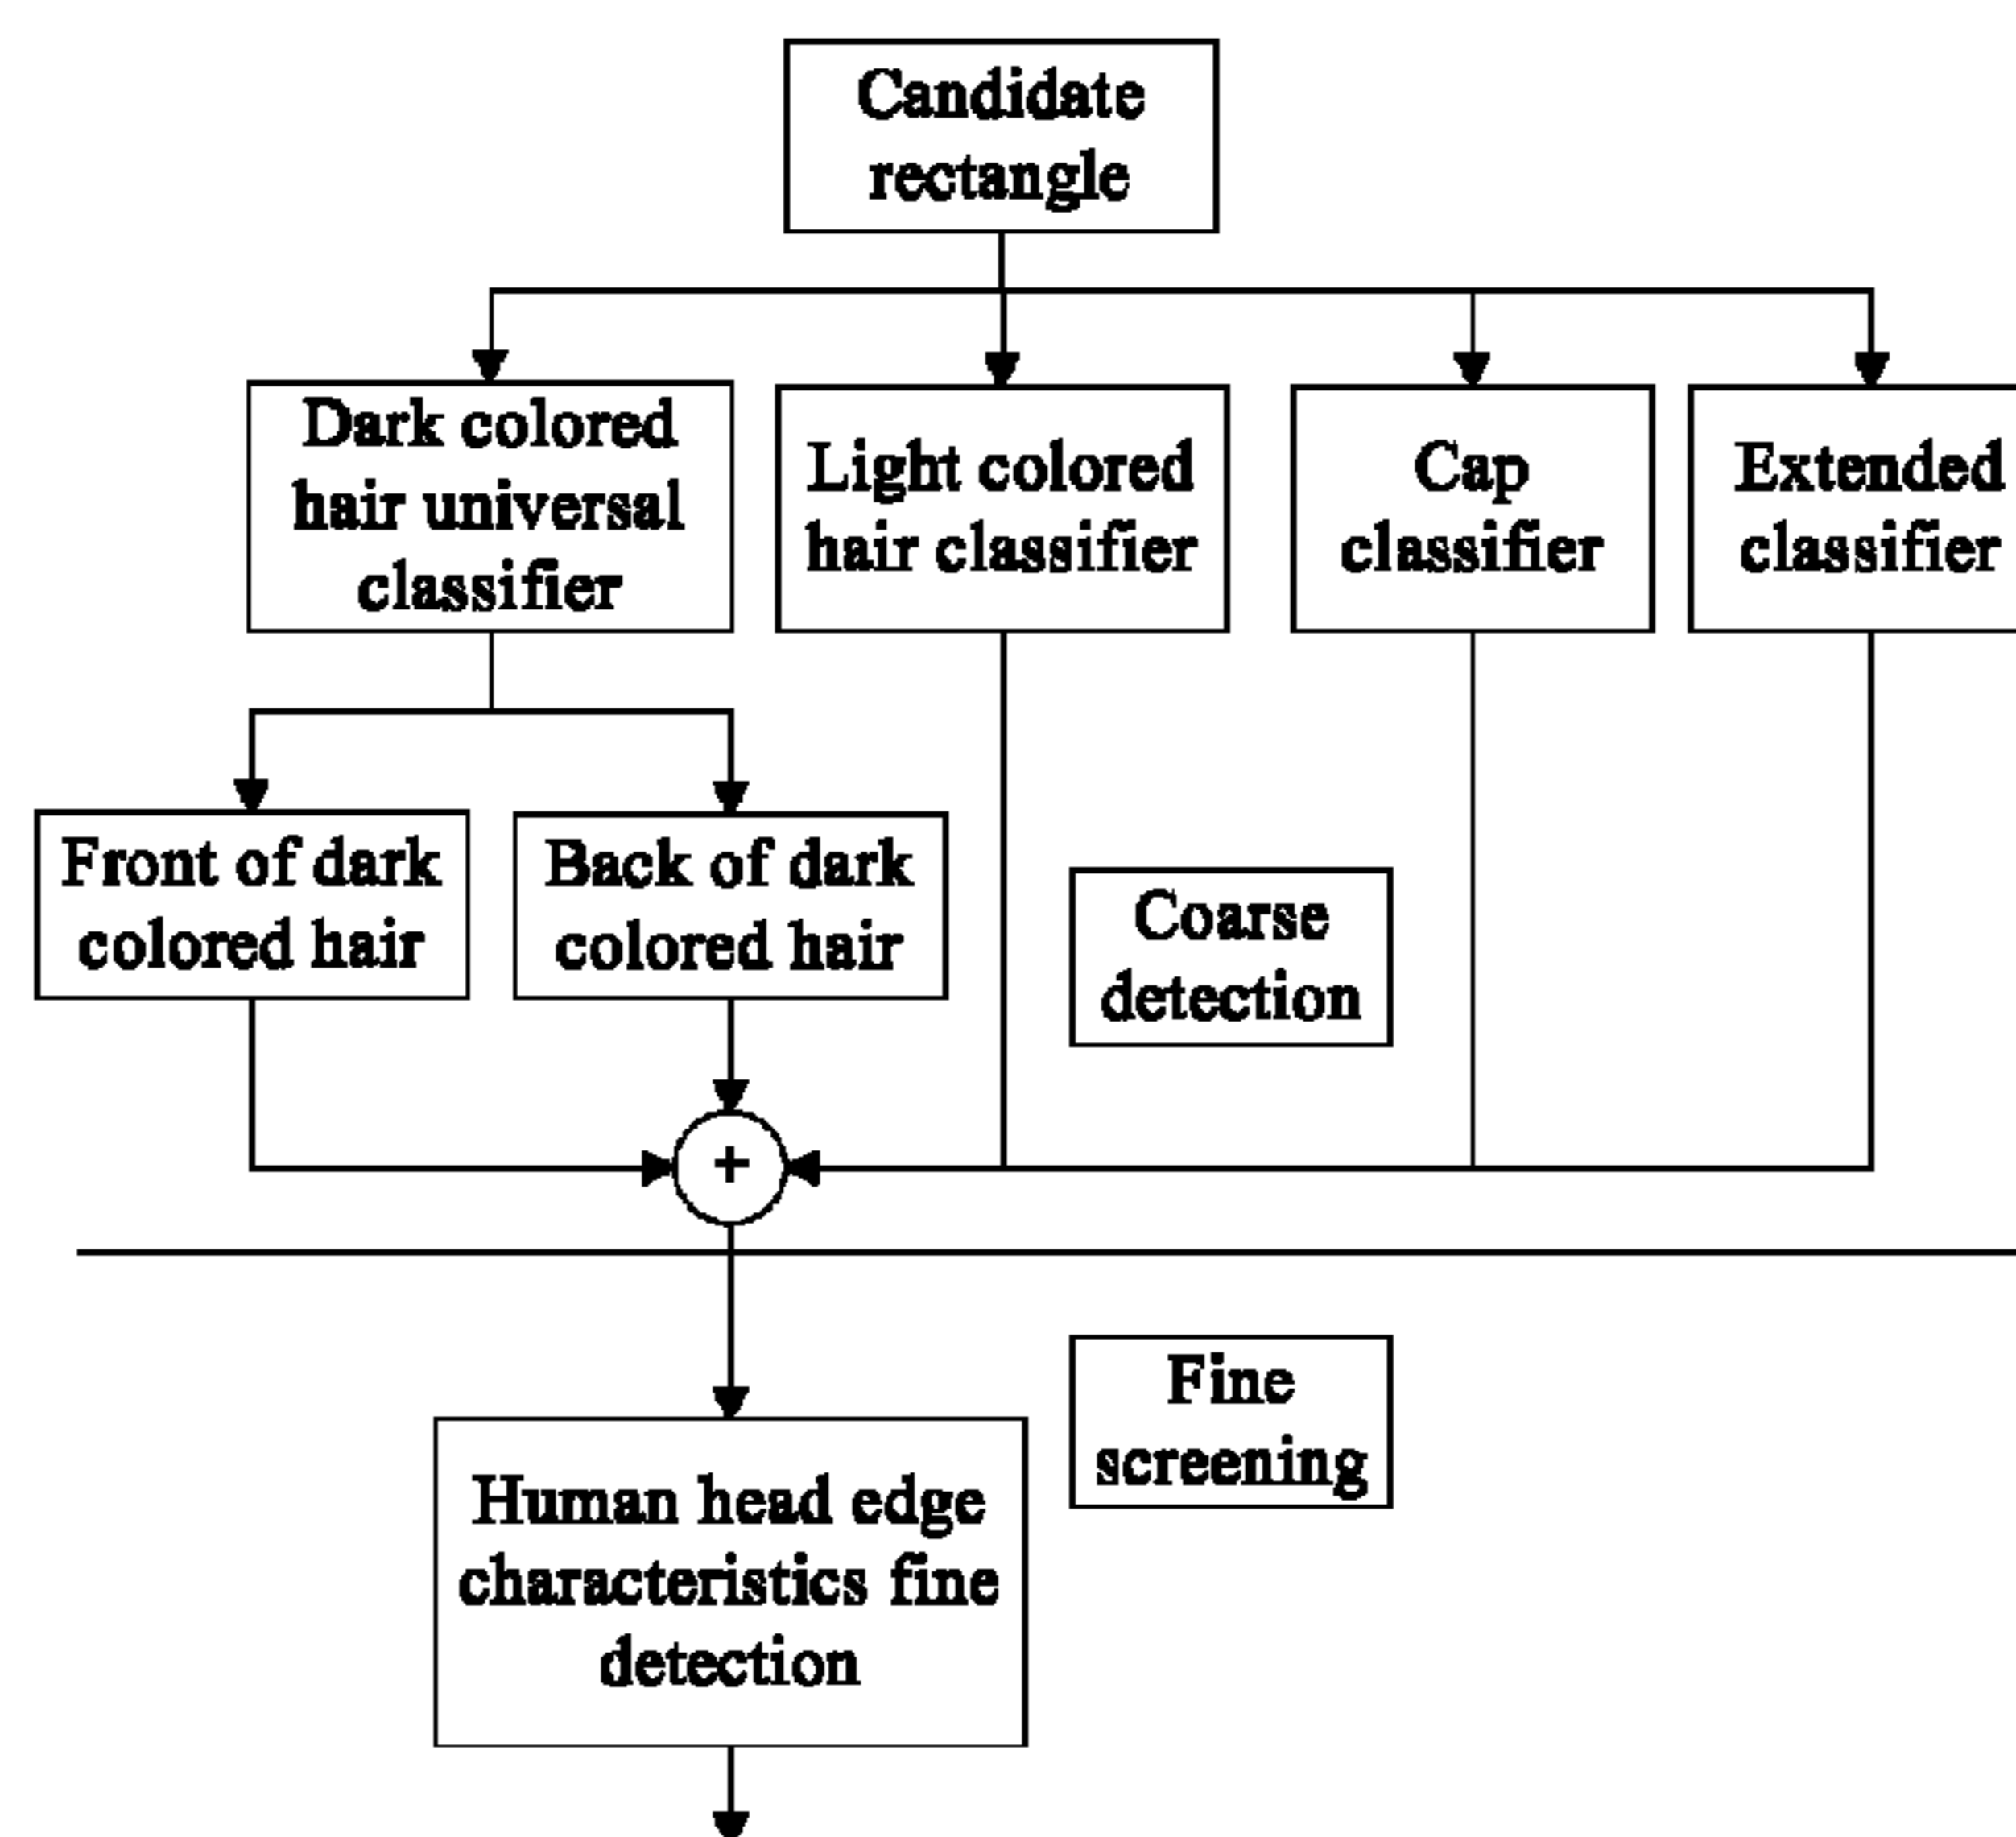 Candidate
rectangle
Dark colored
hair universal
classifier
Light colored
hair classifier
Cap
classifier
Extended
classifier
Front of dark
colored hair
Back of dark
colored hair
Coarse
detection
+
Fine
screening
Human head edge
characteristics fine
detection